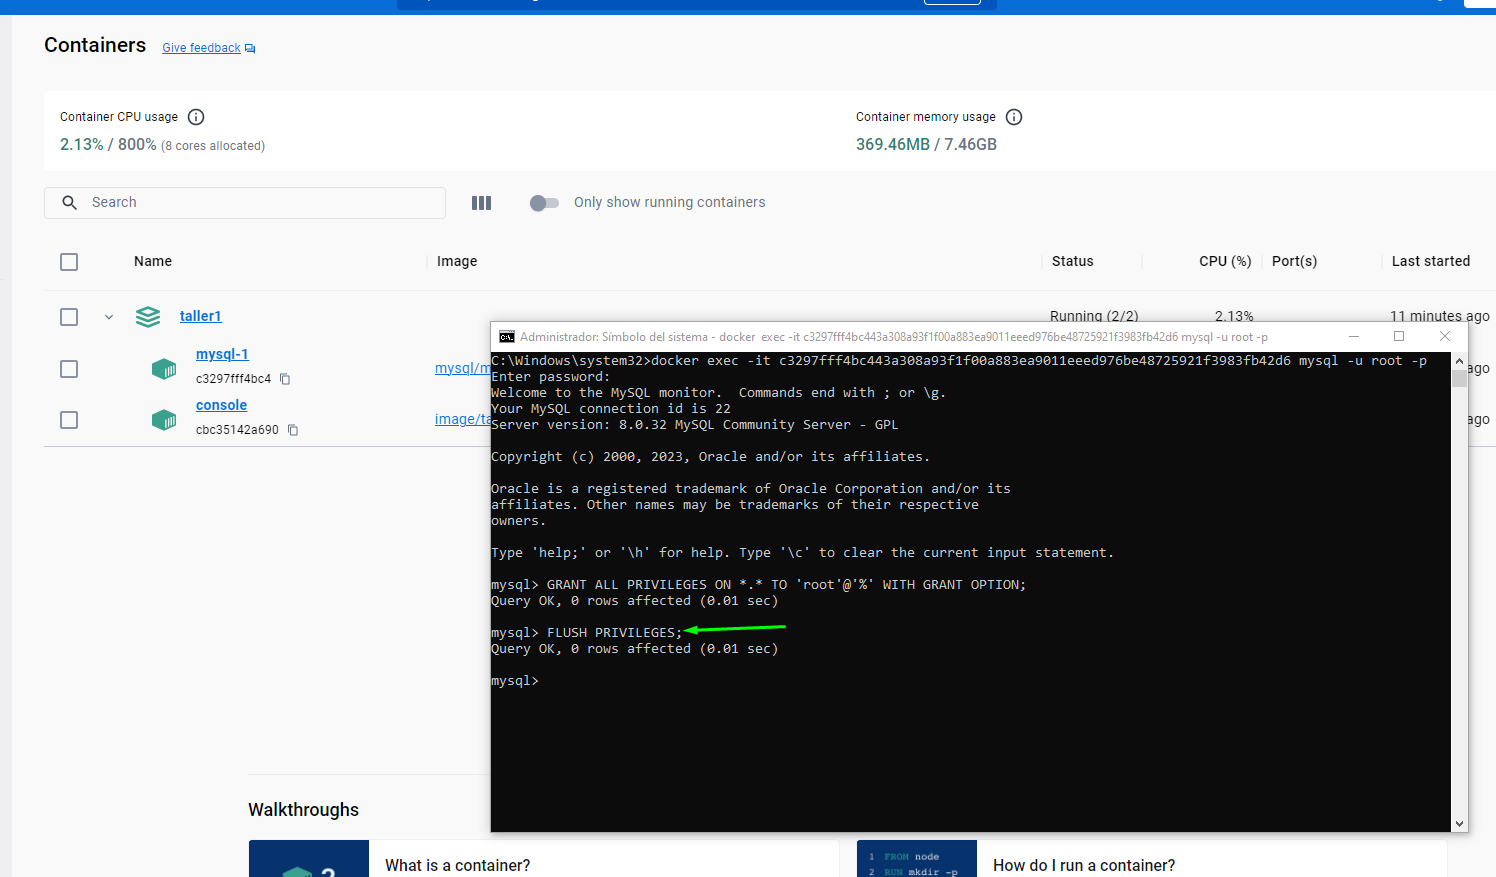 Containers Give feedback
Container CPU usage
2.13% / 800% (8 cores allocated)
Container memory usage
369.46MB / 7.46GB
Search
Only show running containers
Name Image Status CPU (%) Port(s) Last started
taller1 Running (2/2) 2.13% 11 minutes ago
mysql-1
c3297fff4bc4
mysql/m
ago
console
cbc35142a690
image/ta
ago
Administrador: Símbolo del sistema - docker exec -it c3297fff4bc443a308a93f1f00a883ea9011eeed976be48725921f3983fb42d6 mysql -u root -p
C:\Windows\system32>docker exec -it c3297fff4bc443a308a93f1f00a883ea9011eeed976be48725921f3983fb42d6 mysql -u root -p
Enter password:
Welcome to the MySQL monitor. Commands end with ; or \g.
Your MySQL connection id is 22
Server version: 8.0.32 MySQL Community Server - GPL
Copyright (c) 2000, 2023, Oracle and/or its affiliates.
Oracle is a registered trademark of Oracle Corporation and/or its
affiliates. Other names may be trademarks of their respective
owners.
Type 'help;' or '\h' for help. Type '\c' to clear the current input statement.
mysql> GRANT ALL PRIVILEGES ON *.* TO 'root'@'%' WITH GRANT OPTION;
Query OK, 0 rows affected (0.01 sec)
mysql> FLUSH PRIVILEGES;
Query OK, 0 rows affected (0.01 sec)
mysql>
Walkthroughs
What is a container?
1 FROM node
2 RUN mkdir -p
How do I run a container?